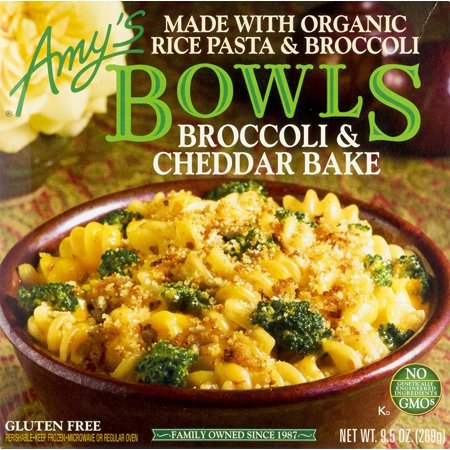 Amy's
®
MADE WITH ORGANIC
RICE PASTA & BROCCOLI
BOWLS
BROCCOLI &
CHEDDAR BAKE
NO
GENETICALLY
ENGINEERED
INGREDIENTS
GMOs
K
GLUTEN FREE
PERISHABLE•KEEP FROZEN•MICROWAVE OR REGULAR OVEN
FAMILY OWNED SINCE 1987
NET WT. 9.5 OZ. (269g)